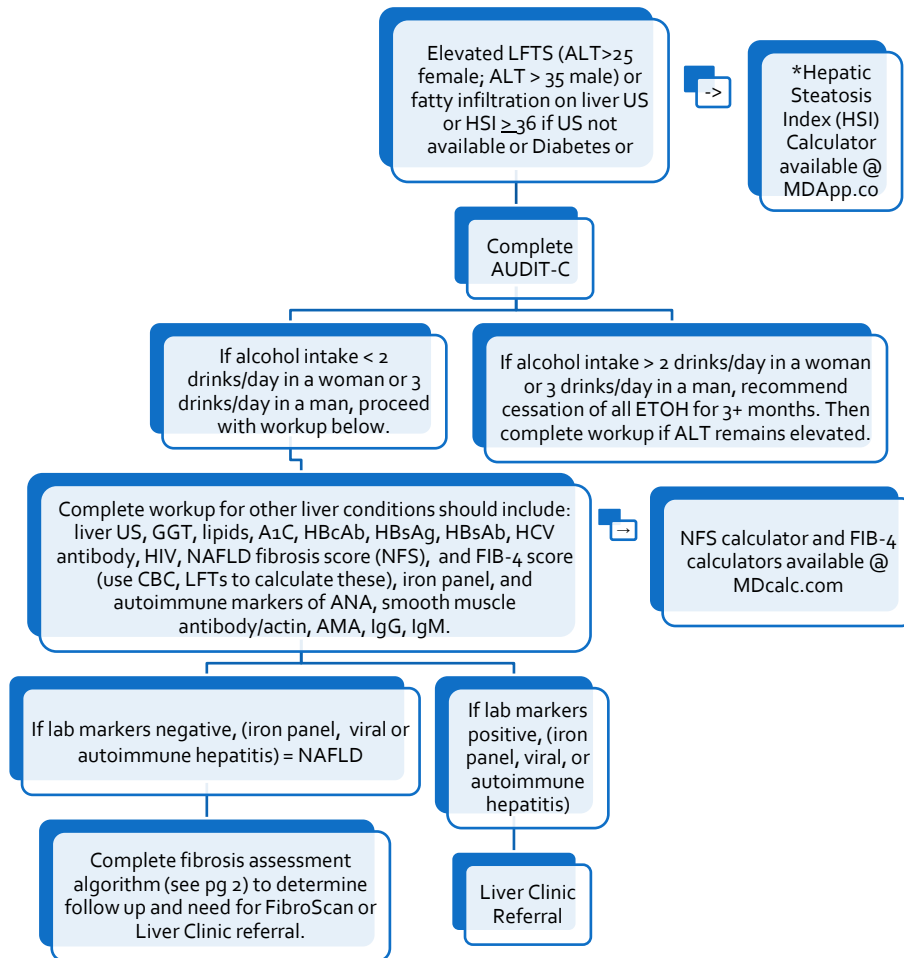 Elevated LFTS (ALT>25
female; ALT > 35 male) or
fatty infiltration on liver US
or HSI > 36 if US not
available or Diabetes or
->
*Hepatic
Steatosis
Index (HSI)
Calculator
available @
MDApp.co
Complete
AUDIT-C
If alcohol intake < 2
drinks/day in a woman or 3
drinks/day in a man, proceed
with workup below.
If alcohol intake > 2 drinks/day in a woman
or 3 drinks/day in a man, recommend
cessation of all ETOH for 3+ months. Then
complete workup if ALT remains elevated.
Complete workup for other liver conditions should include:
liver US, GGT, lipids, A1C, HBcAb, HBsAg, HBsAb, HCV
antibody, HIV, NAFLD fibrosis score (NFS), and FIB-4 score
(use CBC, LFTs to calculate these), iron panel, and
autoimmune markers of ANA, smooth muscle
antibody/actin, AMA, IgG, IgM.
→
NFS calculator and FIB-4
calculators available @
MDcalc.com
If lab markers negative, (iron panel, viral or
autoimmune hepatitis) = NAFLD
If lab markers
positive, (iron
panel, viral, or
autoimmune
hepatitis)
Complete fibrosis assessment
algorithm (see pg 2) to determine
follow up and need for FibroScan or
Liver Clinic referral.
Liver Clinic
Referral